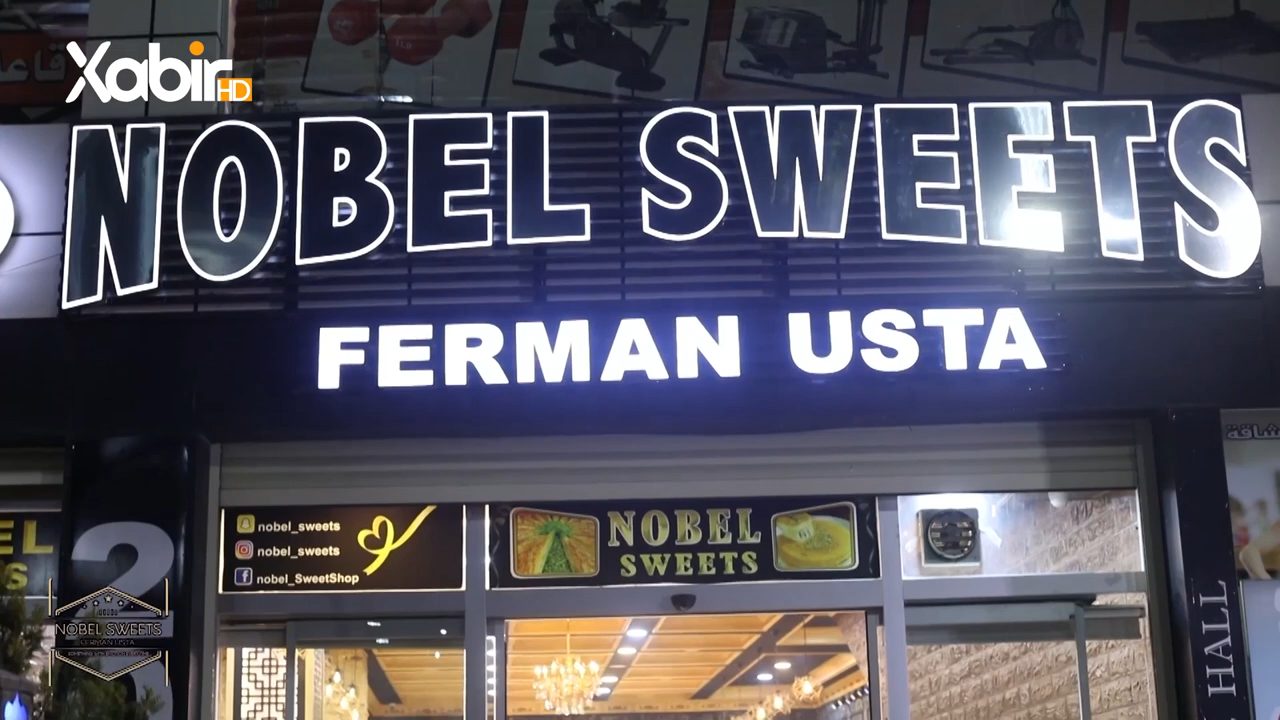 Xabir HD
NOBEL SWEETS
FERMAN USTA
nobel_sweets
nobel_sweets
nobel_SweetShop
NOBEL
SWEETS
NOBEL SWEETS
FERMAN USTA
HALL